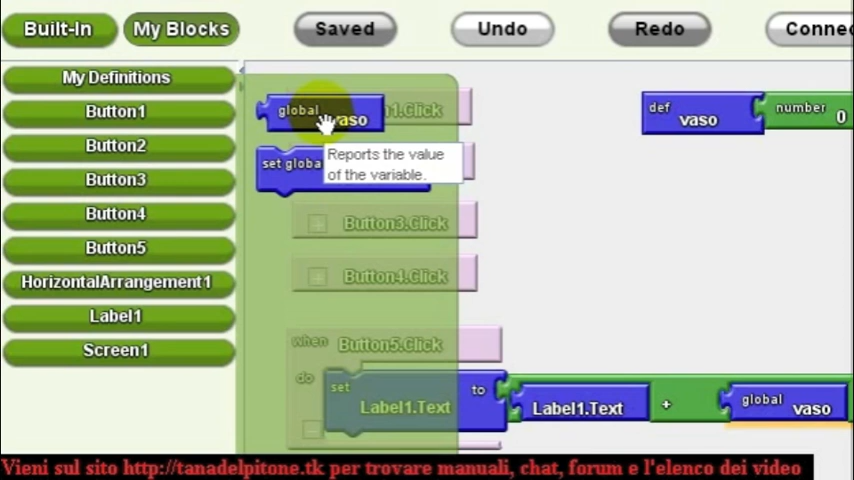 Built-In
My Blocks
Saved
Undo
Redo
Connec
My Definitions
Button1
Button2
Button3
Button4
Button5
HorizontalArrangement1
Label1
Screen1
global
vaso
n1.Click
Reports the value
of the variable.
set globa
Button3.Click
Button4.Click
when
Button5.Click
do
set
Label1.Text
to
Label1.Text
+
global
vaso
def
vaso
number
0
Vieni sul sito http://tanadelpitone.tk per trovare manuali, chat, forum e l'elenco dei video